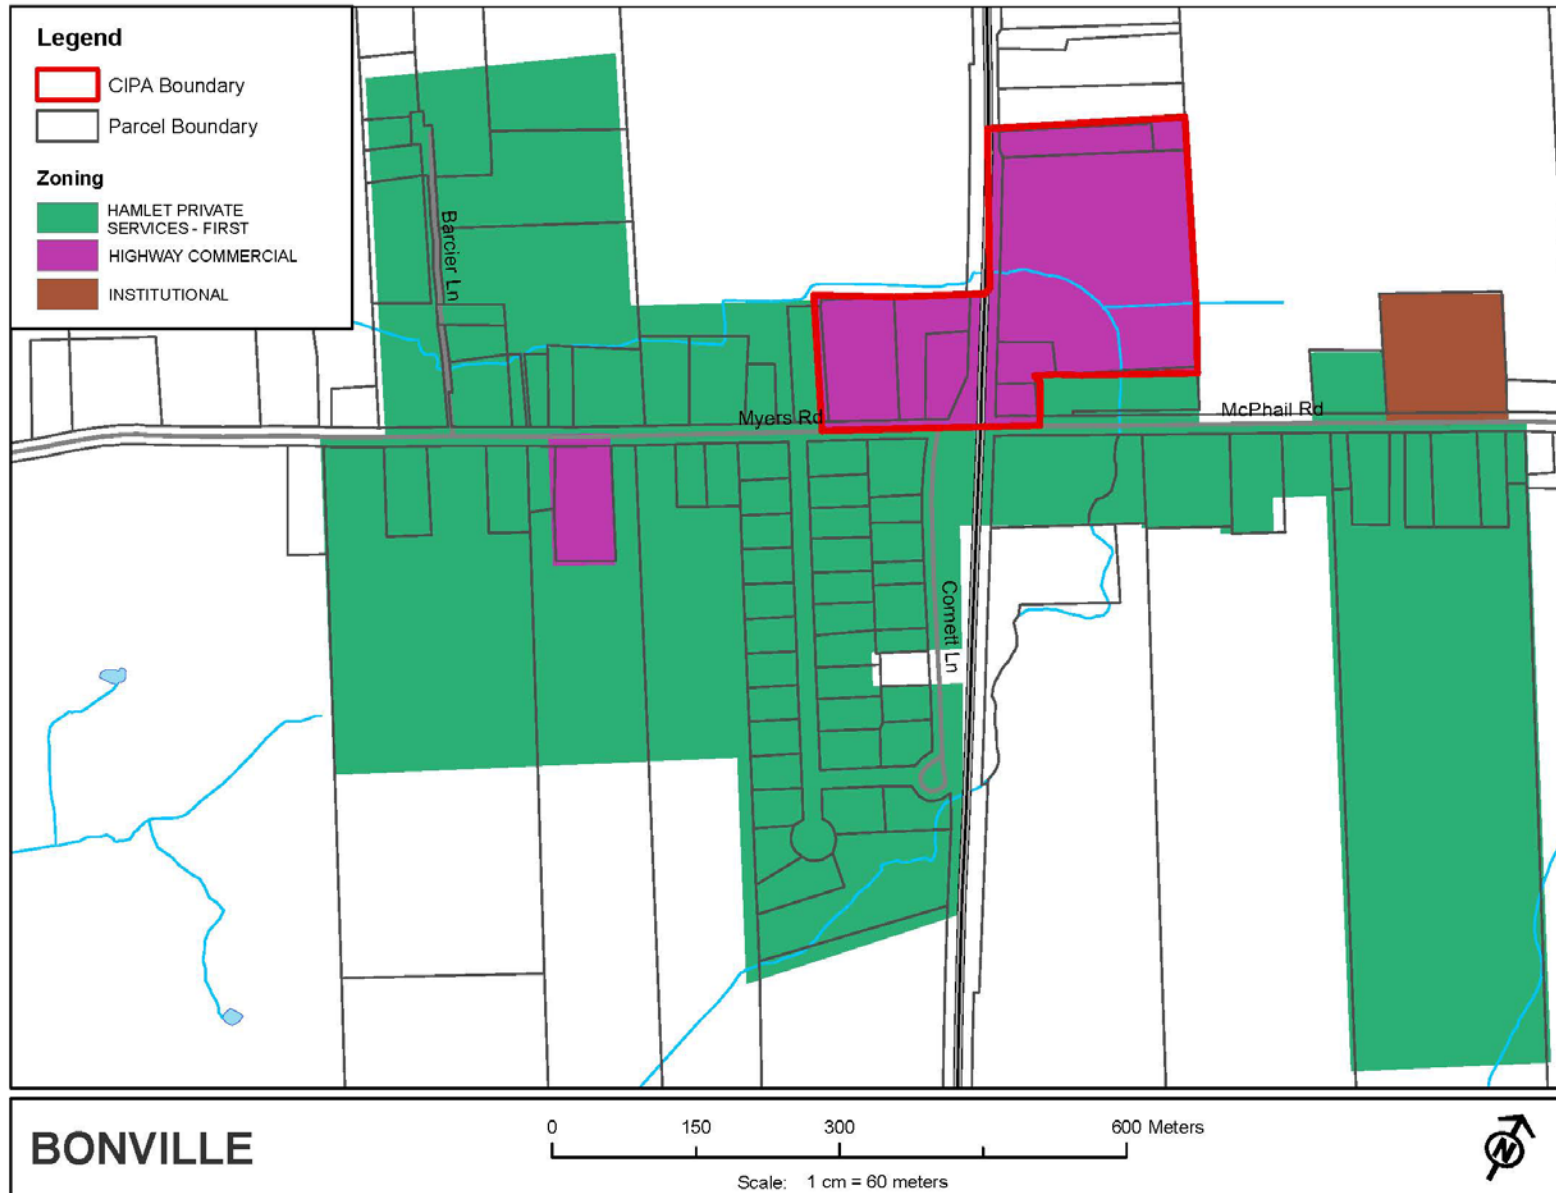 Legend
CIPA Boundary
Parcel Boundary
Zoning
HAMLET PRIVATE
SERVICES - FIRST
HIGHWAY COMMERCIAL
INSTITUTIONAL
Barcier Ln
Myers Rd
McPhail Rd
Cornett Ln
BONVILLE
0 150 300 600 Meters
Scale: 1 cm = 60 meters
N